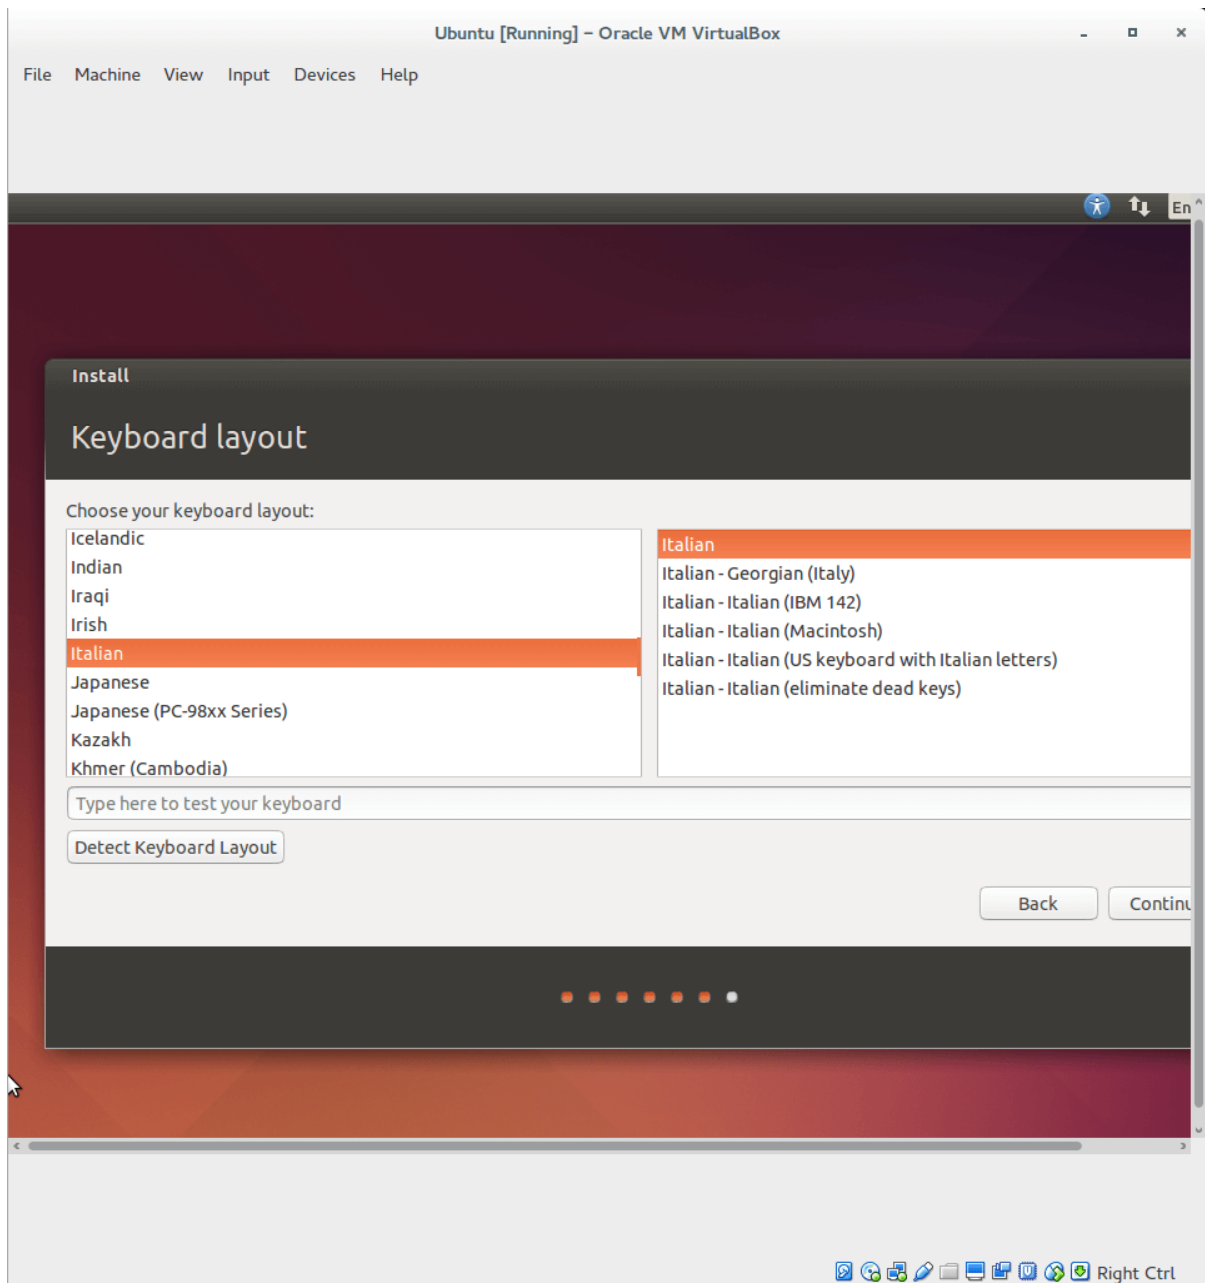 Ubuntu [Running] – Oracle VM VirtualBox
File Machine View Input Devices Help
En
Install
Keyboard layout
Choose your keyboard layout:
Icelandic
Indian
Iraqi
Irish
Italian
Japanese
Japanese (PC-98xx Series)
Kazakh
Khmer (Cambodia)
Italian
Italian - Georgian (Italy)
Italian - Italian (IBM 142)
Italian - Italian (Macintosh)
Italian - Italian (US keyboard with Italian letters)
Italian - Italian (eliminate dead keys)
Type here to test your keyboard
Detect Keyboard Layout
Back Continu
Right Ctrl